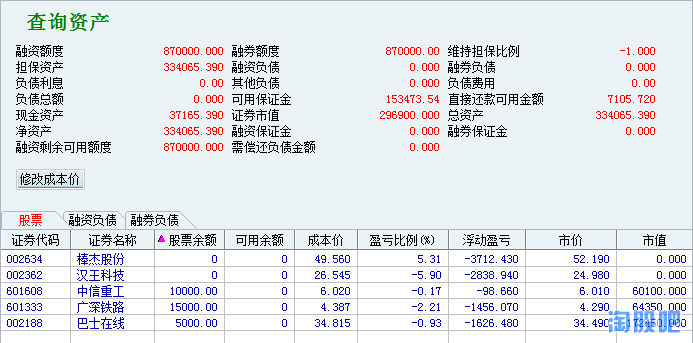 查询资产
融资额度 870000.000 融券额度 870000.00 维持担保比例 -1.000
担保资产 334065.390 融资负债 0.000 融券负债 0.000
负债利息 0.00 其他负债 0.000 负债费用 0.00
负债总额 0.000 可用保证金 153473.54 直接还款可用金额 7105.720
现金资产 37165.390 证券市值 296900.000 总资产 334065.390
净资产 334065.390 融资保证金 0.000 融券保证金 0.000
融资剩余可用额度 870000.000 需偿还负债金额 0.000
修改成本价
股票 融资负债 融券负债
证券代码 证券名称 股票余额 可用余额 成本价 盈亏比例(%) 浮动盈亏 市价 市值
002634 棒杰股份 0 0 49.560 5.31 -3712.430 52.190 0.000
002362 汉王科技 0 0 26.545 -5.90 -2838.940 24.980 0.000
601608 中信重工 10000.00 0 6.020 -0.17 -98.660 6.010 60100.000
601333 广深铁路 15000.00 0 4.387 -2.21 -1456.070 4.290 64350.000
002188 巴士在线 5000.00 0 34.815 -0.93 -1626.480 34.490 172450.000
淘股吧